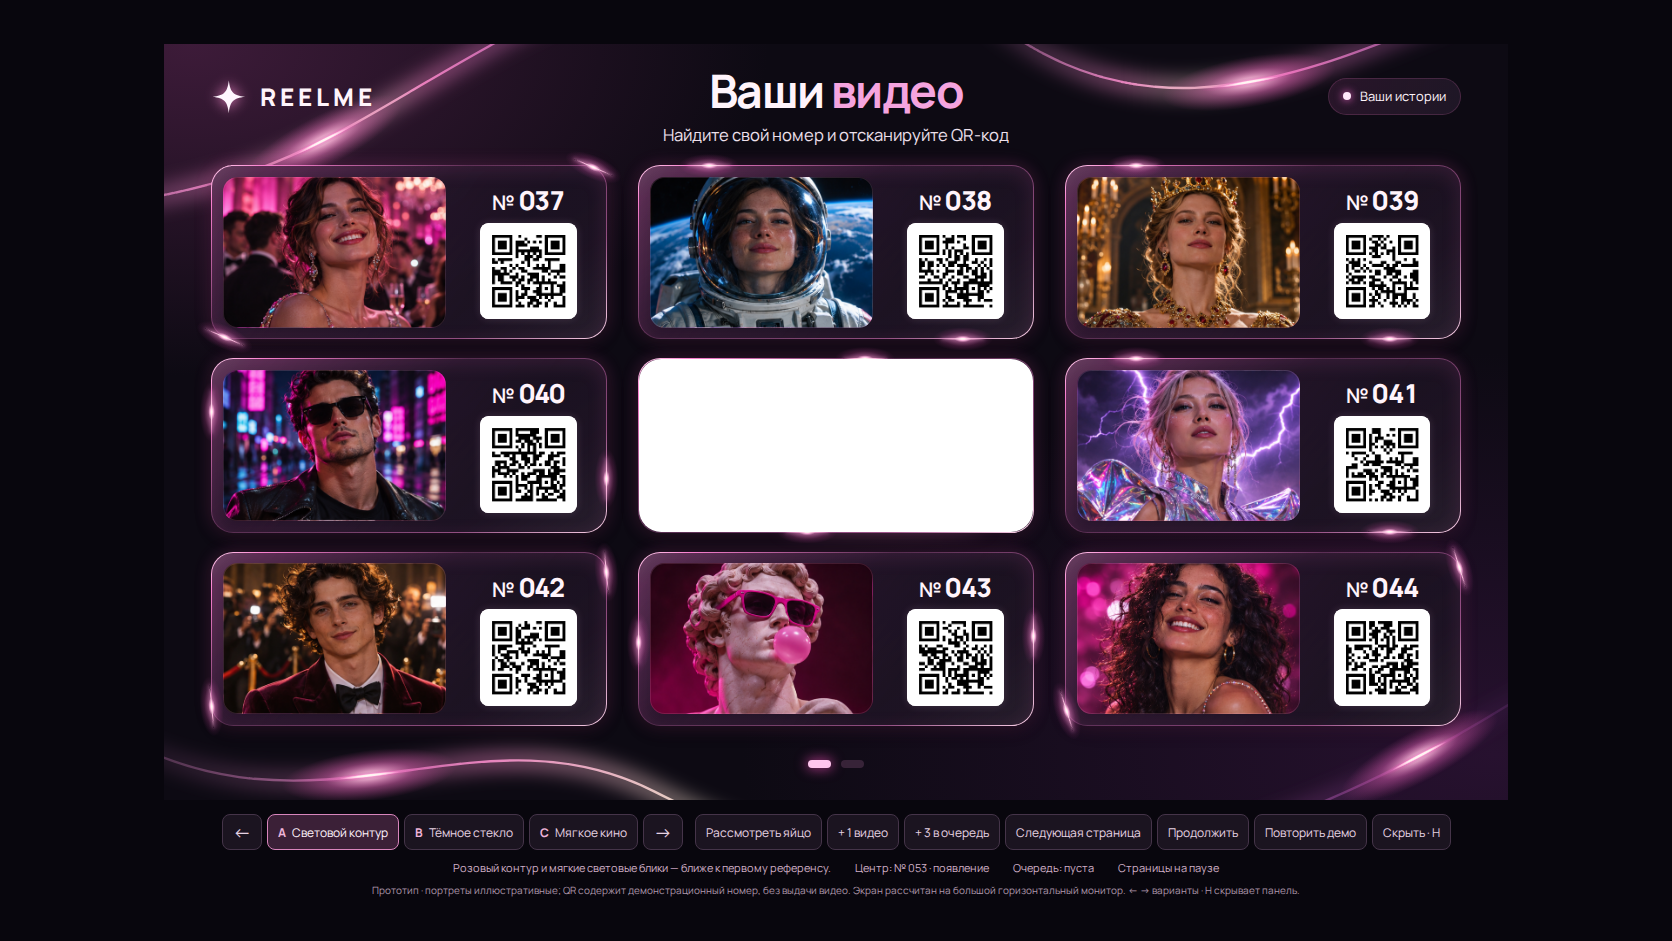 REELME
Ваши видео
Ваши истории
Найдите свой номер и отсканируйте QR-код
№ 037
№ 038
№ 039
№ 040
№ 041
№ 042
№ 043
№ 044
← A Световой контур B Тёмное стекло C Мягкое кино → Рассмотреть яйцо + 1 видео + 3 в очередь Следующая страница Продолжить Повторить демо Скрыть · H
Розовый контур и мягкие световые блики — ближе к первому референсу. Центр: № 053 · появление Очередь: пуста Страницы на паузе
Прототип · портреты иллюстративные; QR содержит демонстрационный номер, без выдачи видео. Экран рассчитан на большой горизонтальный монитор. ← → варианты · H скрывает панель.